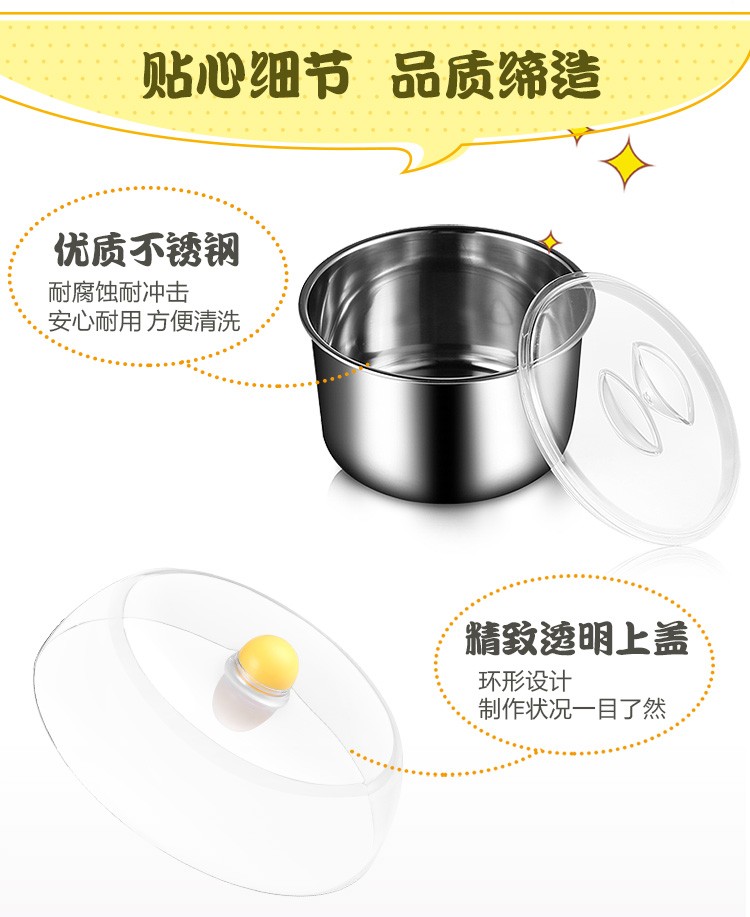 贴心细节 品质缔造
优质不锈钢
耐腐蚀耐冲击
安心耐用 方便清洗
精致透明上盖
环形设计
制作状况一目了然